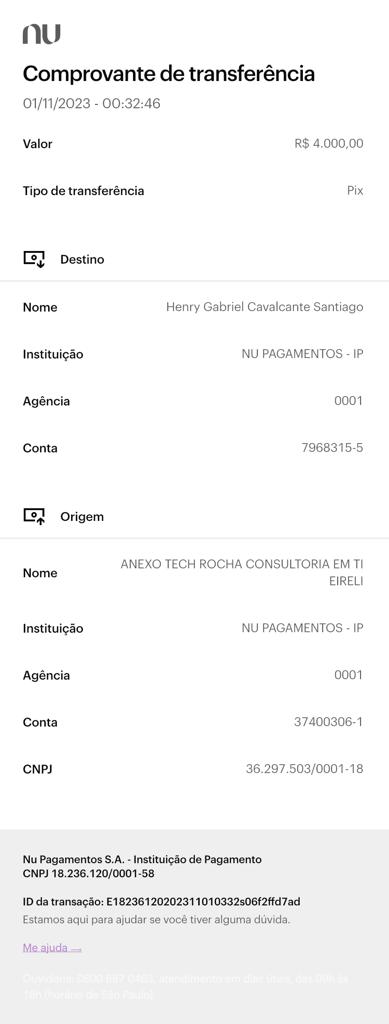 nu
Comprovante de transferência
01/11/2023 - 00:32:46
Valor R$ 4.000,00
Tipo de transferência Pix
Destino
Nome Henry Gabriel Cavalcante Santiago
Instituição NU PAGAMENTOS - IP
Agência 0001
Conta 7968315-5
Origem
Nome ANEXO TECH ROCHA CONSULTORIA EM TI
EIRELI
Instituição NU PAGAMENTOS - IP
Agência 0001
Conta 37400306-1
CNPJ 36.297.503/0001-18
Nu Pagamentos S.A. - Instituição de Pagamento
CNPJ 18.236.120/0001-58
ID da transação: E18236120202311010332s06f2ffd7ad
Estamos aqui para ajudar se você tiver alguma dúvida.
Me ajuda →
Ouvidoria: 0800 887 0463, atendimento em dias úteis, das 09h às
18h (horário de São Paulo).